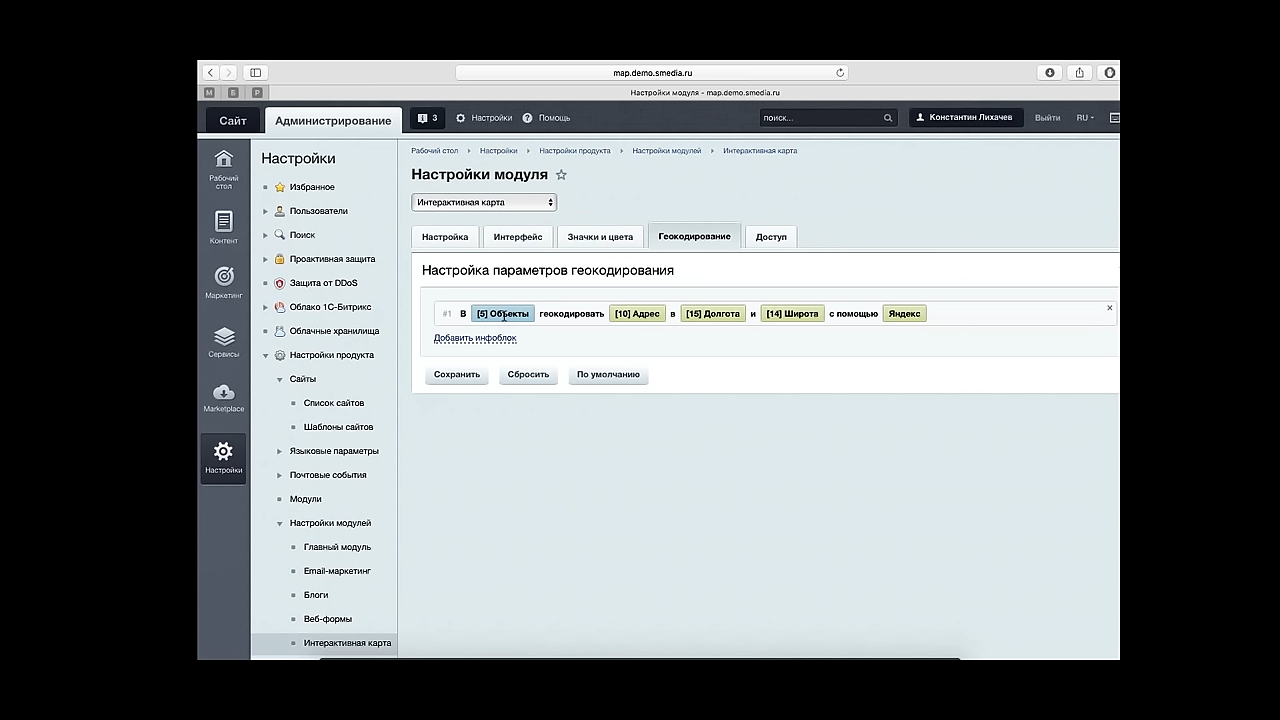 map.demo.smedia.ru
М Б Р Настройки модуля - map.demo.smedia.ru
Сайт Администрирование 3 Настройки Помощь поиск... Константин Лихачев Выйти RU
Рабочий стол
Контент
Маркетинг
Сервисы
Marketplace
Настройки
Настройки
Избранное
Пользователи
Поиск
Проактивная защита
Защита от DDoS
Облако 1С-Битрикс
Облачные хранилища
Настройки продукта
Сайты
Список сайтов
Шаблоны сайтов
Языковые параметры
Почтовые события
Модули
Настройки модулей
Главный модуль
Email-маркетинг
Блоги
Веб-формы
Интерактивная карта
Рабочий стол Настройки Настройки продукта Настройки модулей Интерактивная карта
Настройки модуля
Интерактивная карта
Настройка Интерфейс Значки и цвета Геокодирование Доступ
Настройка параметров геокодирования
#1 В [5] Объекты геокодировать [10] Адрес в [15] Долгота и [14] Широта с помощью Яндекс
Добавить инфоблок
Сохранить Сбросить По умолчанию